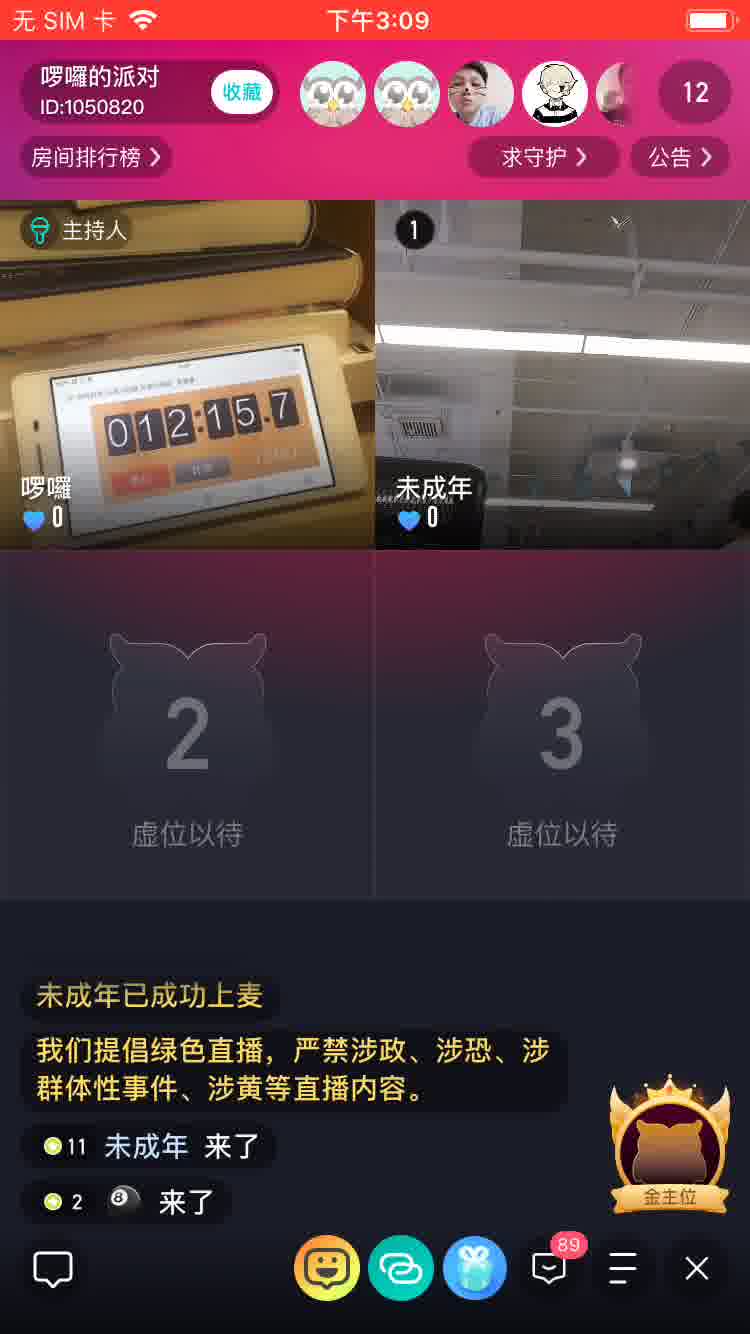 无 SIM 卡
下午3:09
啰囉的派对
ID:1050820
收藏
12
房间排行榜
求守护
公告
主持人
1
012:15.7
啰囉
0
未成年
0
2
虚位以待
3
虚位以待
未成年已成功上麦
我们提倡绿色直播，严禁涉政、涉恐、涉
群体性事件、涉黄等直播内容。
11 未成年 来了
2 8 来了
金主位
89